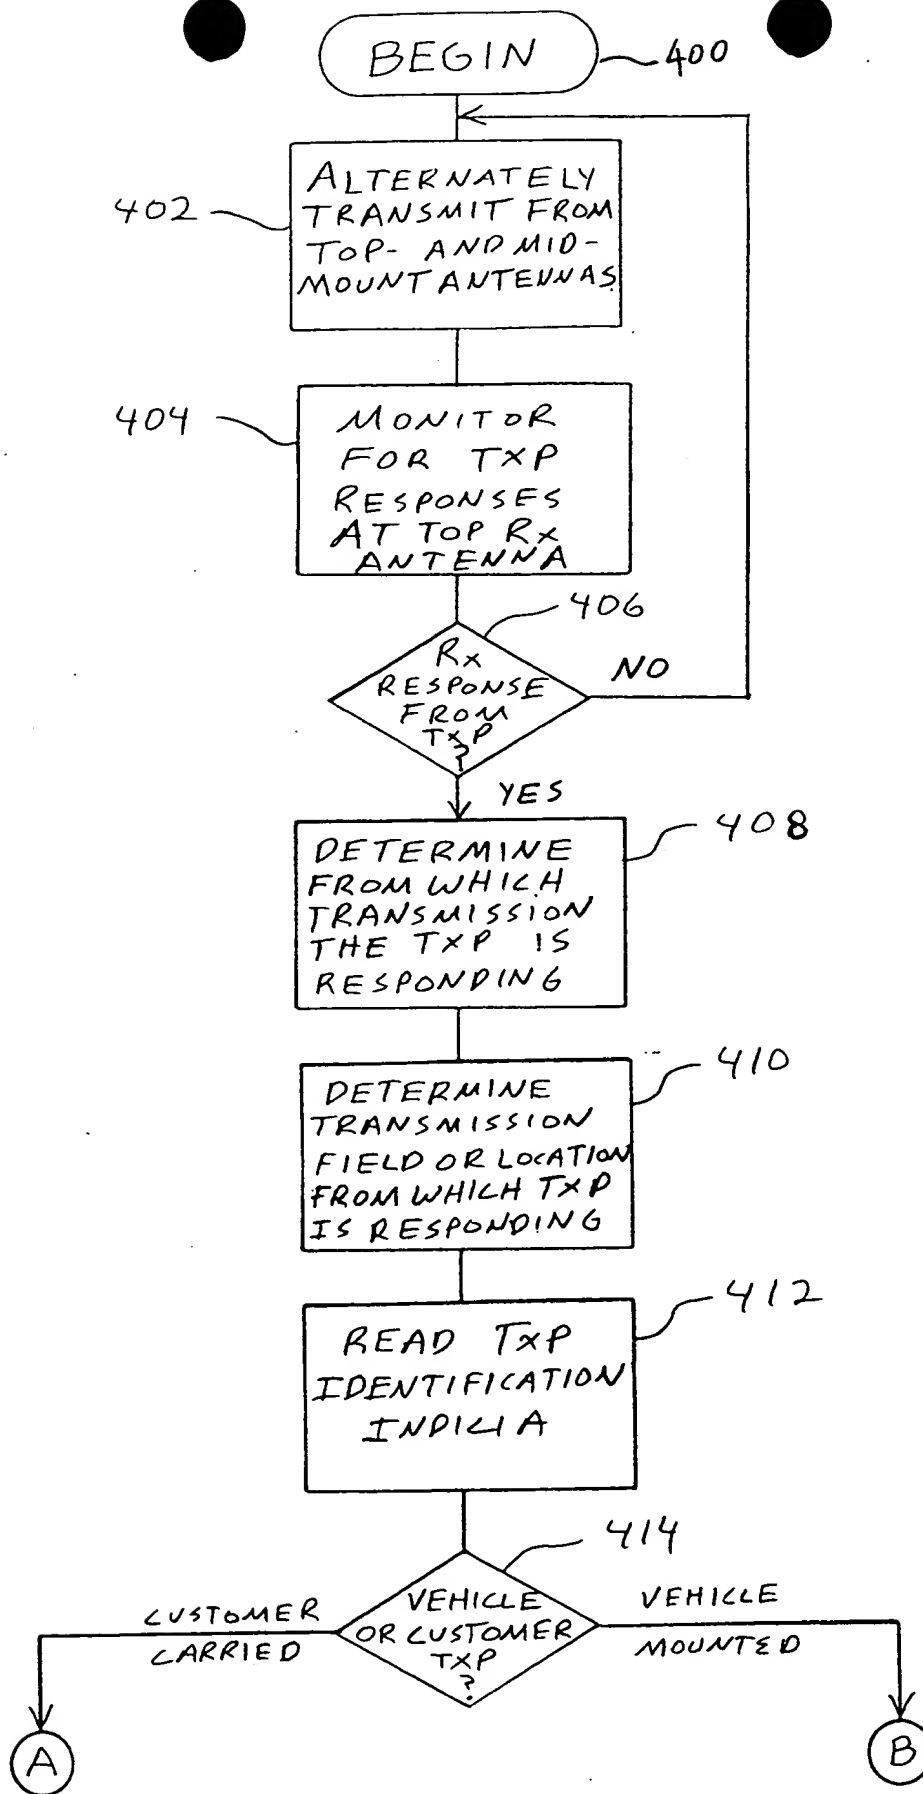 BEGIN
400
402
ALTERNATELY
TRANSMIT FROM
TOP- AND MID-
MOUNT ANTENNAS
404
MONITOR
FOR TXP
RESPONSES
AT TOP RX
ANTENNA
406
RX
RESPONSE
FROM
TXP
?
NO
YES
408
DETERMINE
FROM WHICH
TRANSMISSION
THE TXP IS
RESPONDING
410
DETERMINE
TRANSMISSION
FIELD OR LOCATION
FROM WHICH TXP
IS RESPONDING
412
READ TXP
IDENTIFICATION
INDICIA
414
VEHICLE
OR CUSTOMER
TXP
?
CUSTOMER
CARRIED
VEHICLE
MOUNTED
A
B